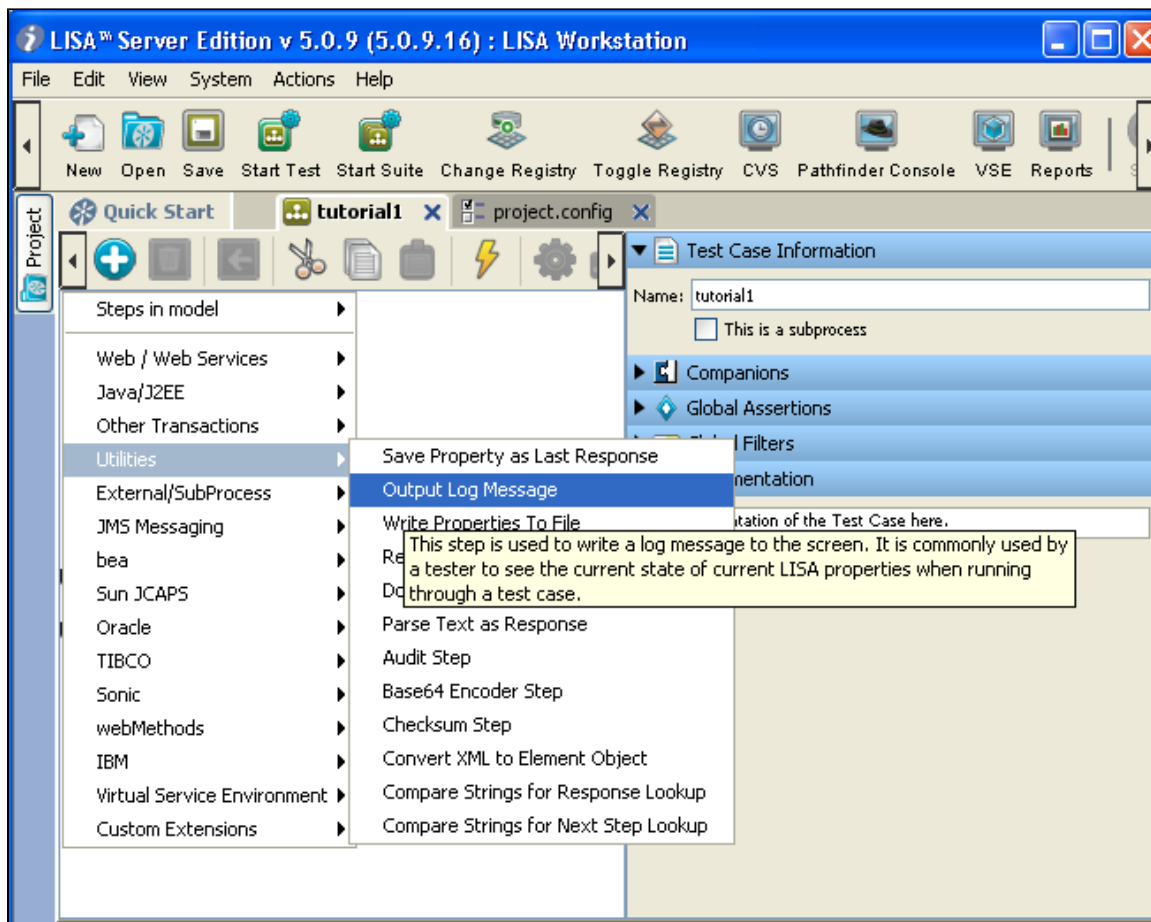 LISA™ Server Edition v 5.0.9 (5.0.9.16) : LISA Workstation
File Edit View System Actions Help
New Open Save Start Test Start Suite Change Registry Toggle Registry CVS Pathfinder Console VSE Reports
Project
Quick Start tutorial1 project.config
Test Case Information
Name: tutorial1
This is a subprocess
Companions
Global Assertions
Filters
Steps in model
Web / Web Services
Java/J2EE
Other Transactions
Utilities
External/SubProcess
JMS Messaging
bea
Sun JCAPS
Oracle
TIBCO
Sonic
webMethods
IBM
Virtual Service Environment
Custom Extensions
Save Property as Last Response
Output Log Message
Write Properties To File
This step is used to write a log message to the screen. It is commonly used by
a tester to see the current state of current LISA properties when running
through a test case.
Parse Text as Response
Audit Step
Base64 Encoder Step
Checksum Step
Convert XML to Element Object
Compare Strings for Response Lookup
Compare Strings for Next Step Lookup
of the Test Case here.